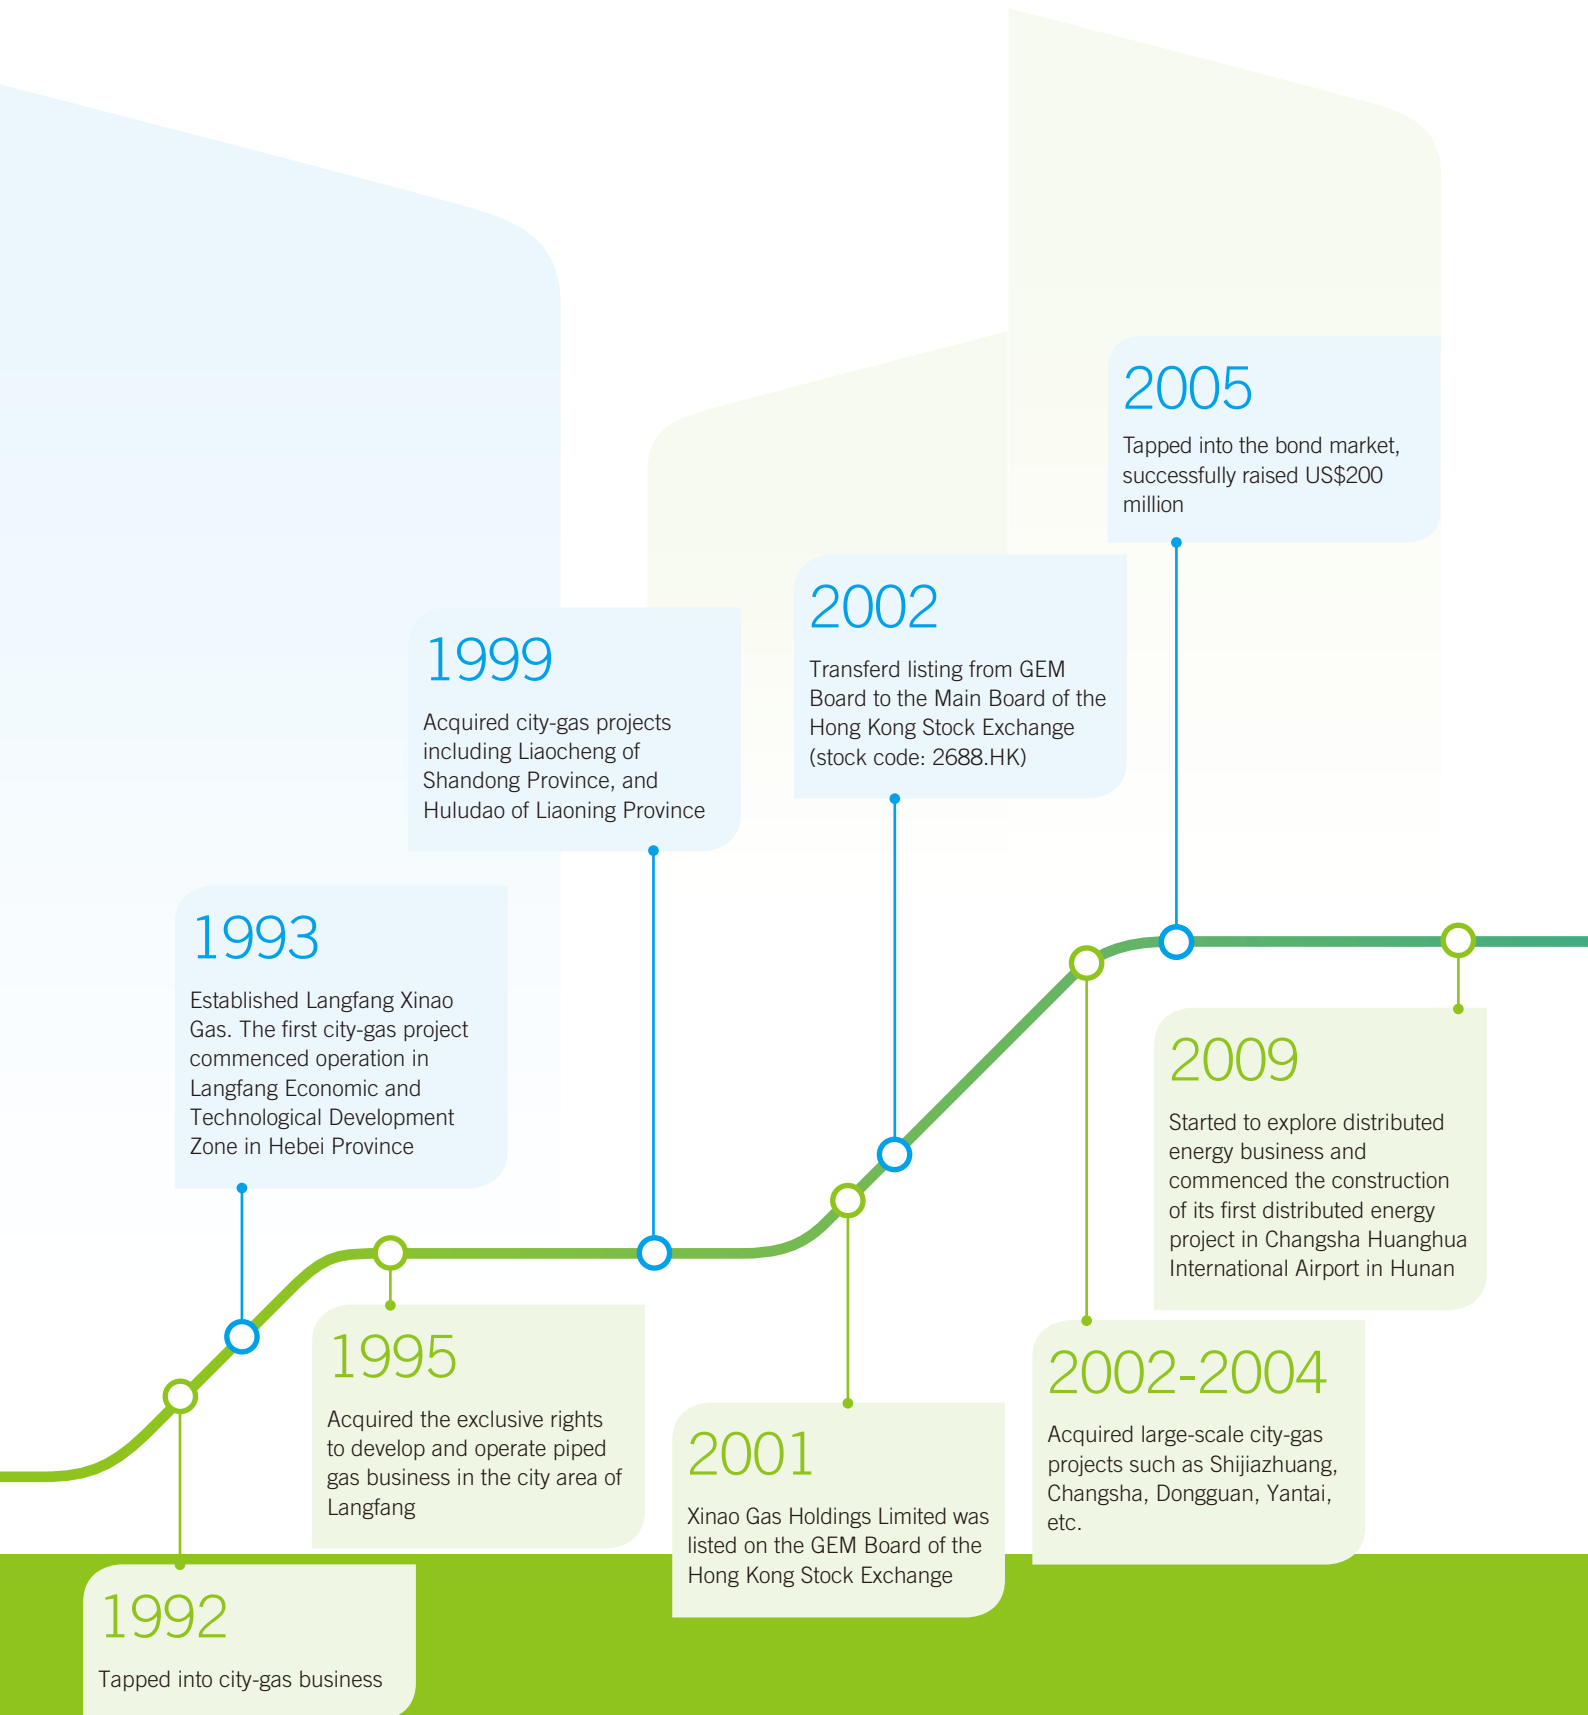 2005
Tapped into the bond market,
successfully raised US$200
million
2002
Transferd listing from GEM
Board to the Main Board of the
Hong Kong Stock Exchange
(stock code: 2688.HK)
1999
Acquired city-gas projects
including Liaocheng of
Shandong Province, and
Huludao of Liaoning Province
1993
Established Langfang Xinao
Gas. The first city-gas project
commenced operation in
Langfang Economic and
Technological Development
Zone in Hebei Province
2009
Started to explore distributed
energy business and
commenced the construction
of its first distributed energy
project in Changsha Huanghua
International Airport in Hunan
1995
Acquired the exclusive rights
to develop and operate piped
gas business in the city area of
Langfang
2002-2004
Acquired large-scale city-gas
projects such as Shijiazhuang,
Changsha, Dongguan, Yantai,
etc.
2001
Xinao Gas Holdings Limited was
listed on the GEM Board of the
Hong Kong Stock Exchange
1992
Tapped into city-gas business